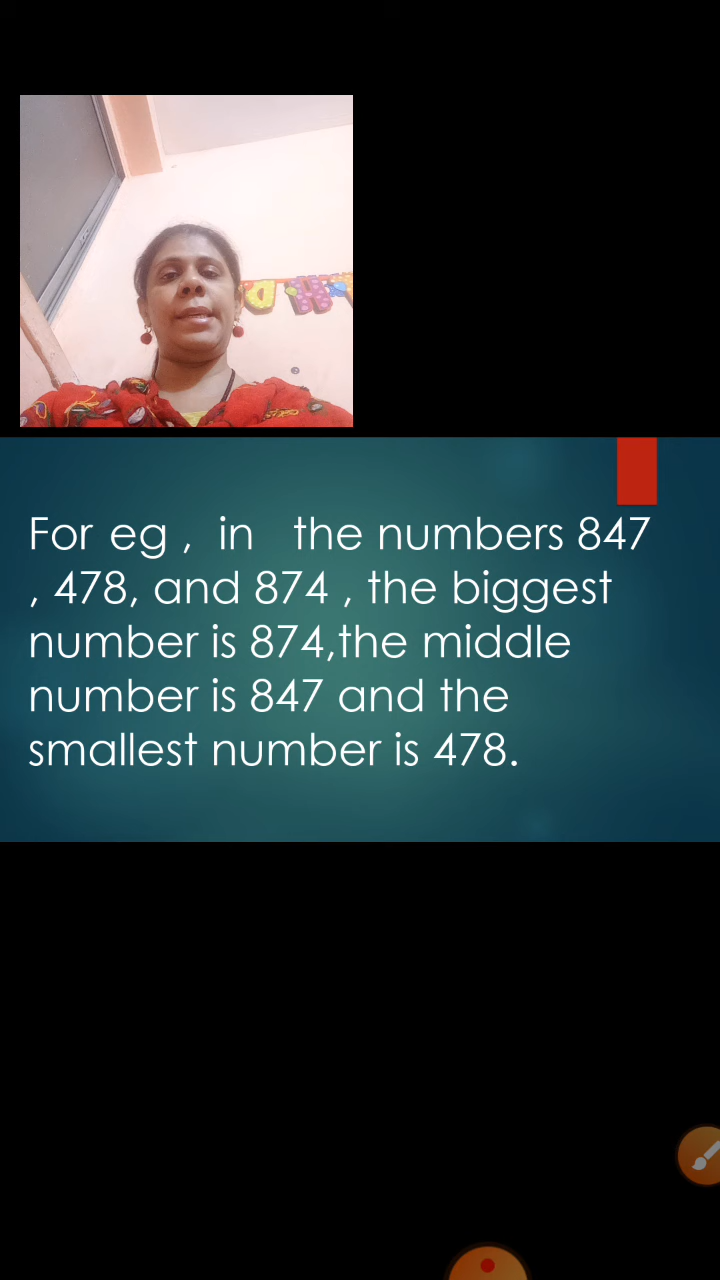 For eg ,  in   the numbers 847
, 478, and 874 , the biggest
number is 874,the middle
number is 847 and the
smallest number is 478.